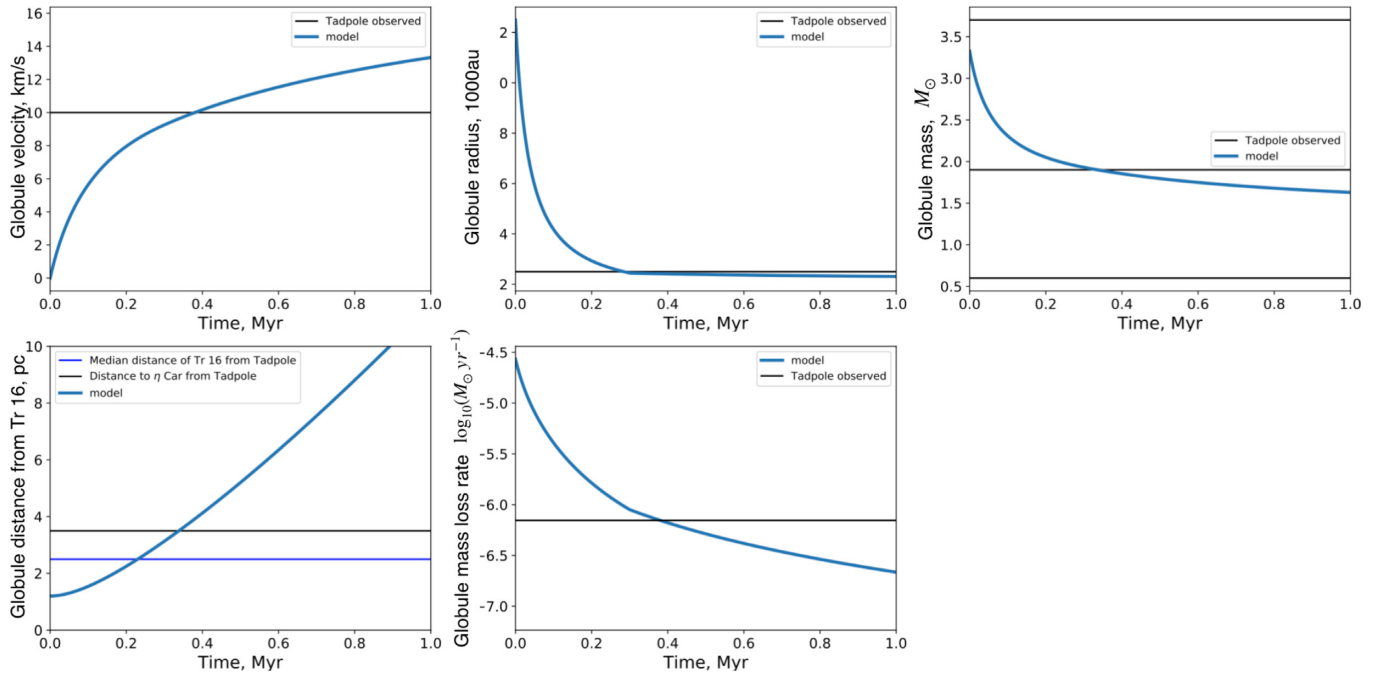 Globule velocity, km/s
16
14
12
10
8
6
4
2
0
Tadpole observed
model
0.0 0.2 0.4 0.6 0.8 1.0
Time, Myr
Globule radius, 1000au
2
0
8
6
4
2
Tadpole observed
model
0.0 0.2 0.4 0.6 0.8 1.0
Time, Myr
Globule mass, M⊙
3.5
3.0
2.5
2.0
1.5
1.0
0.5
Tadpole observed
model
0.0 0.2 0.4 0.6 0.8 1.0
Time, Myr
Globule distance from Tr 16, pc
10
8
6
4
2
0
Median distance of Tr 16 from Tadpole
Distance to η Car from Tadpole
model
0.0 0.2 0.4 0.6 0.8 1.0
Time, Myr
Globule mass loss rate log₁₀(M⊙ yr⁻¹)
-4.5
-5.0
-5.5
-6.0
-6.5
-7.0
model
Tadpole observed
0.0 0.2 0.4 0.6 0.8 1.0
Time, Myr